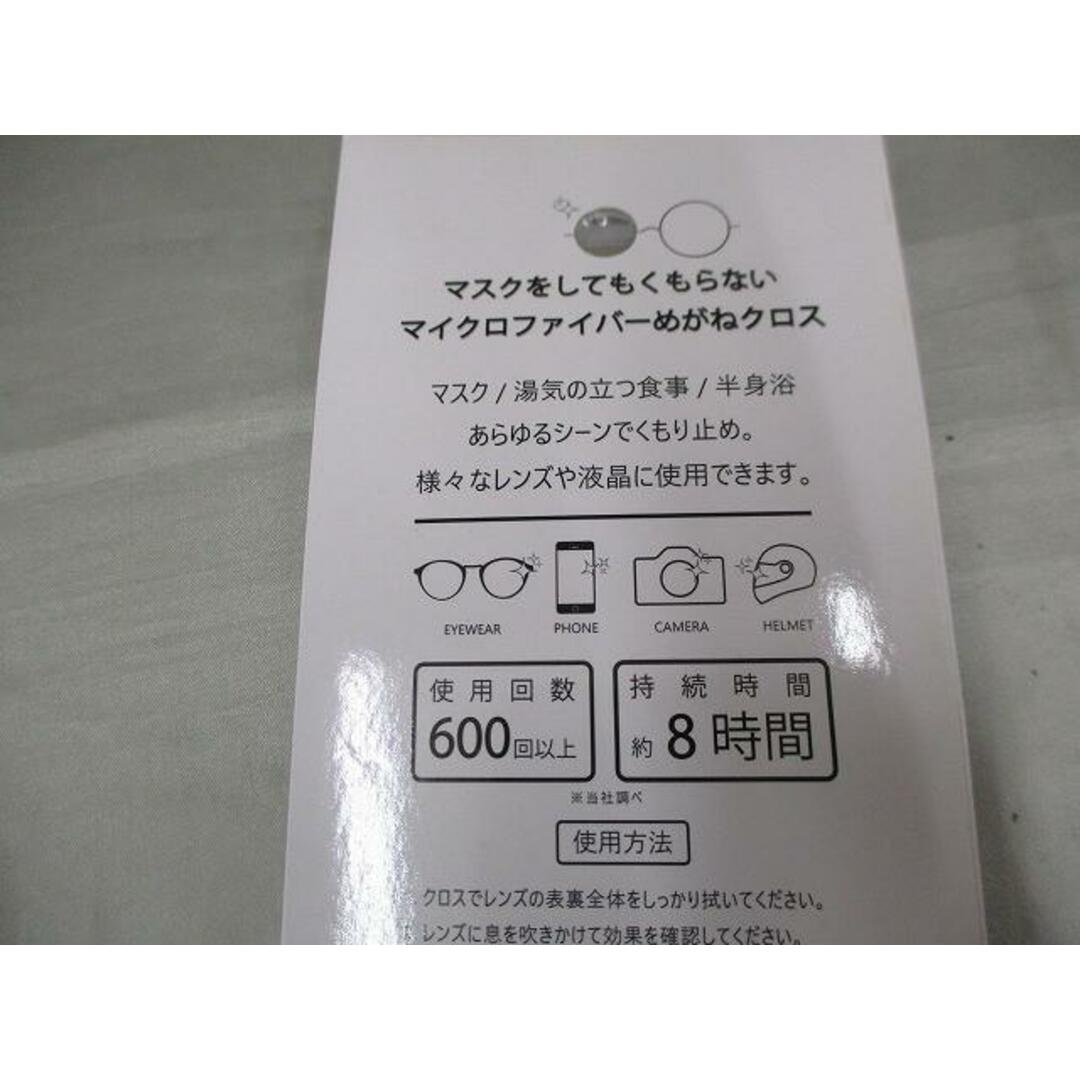 マスクをしてもくもらない
マイクロファイバーめがねクロス
マスク / 湯気の立つ食事 / 半身浴
あらゆるシーンでくもり止め。
様々なレンズや液晶に使用できます。
EYEWEAR PHONE CAMERA HELMET
使用回数 持続時間
600回以上 約8時間
※当社調べ
使用方法
クロスでレンズの表裏全体をしっかり拭いてください。
レンズに息を吹きかけて効果を確認してください。